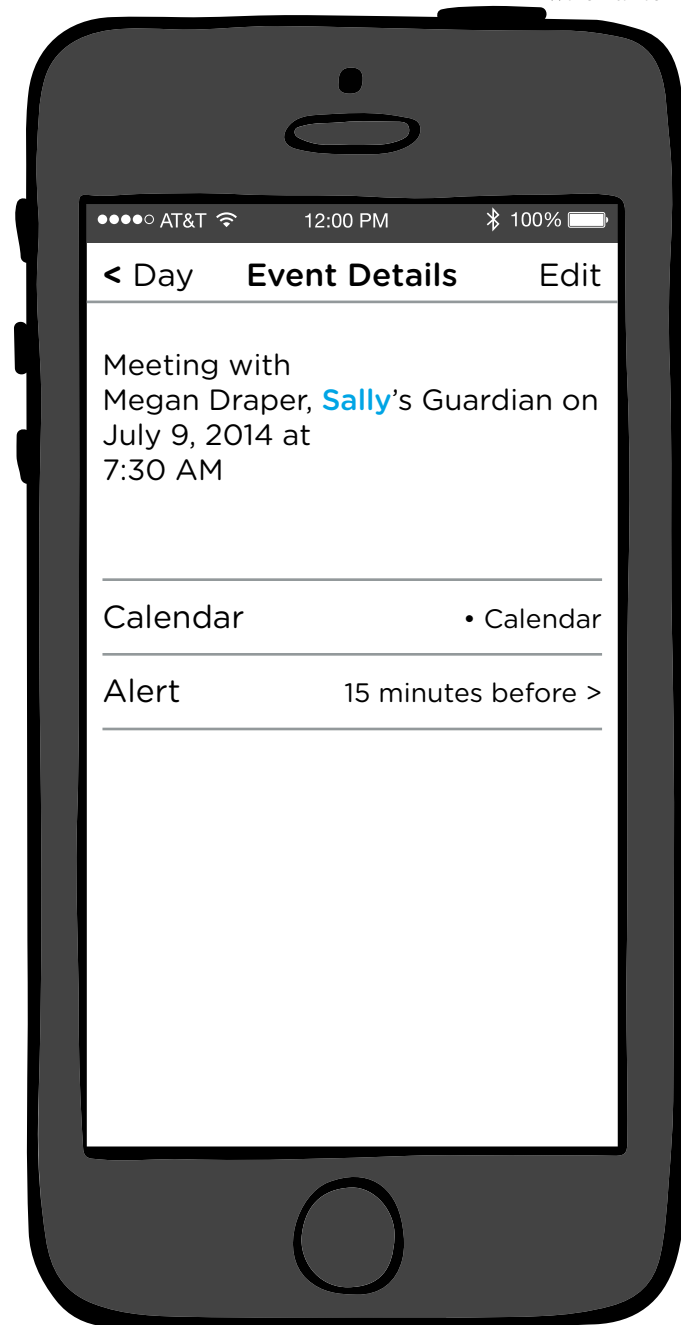 AT&T 12:00 PM 100%
< Day Event Details Edit
Meeting with
Megan Draper, Sally’s Guardian on
July 9, 2014 at
7:30 AM
Calendar • Calendar
Alert 15 minutes before >